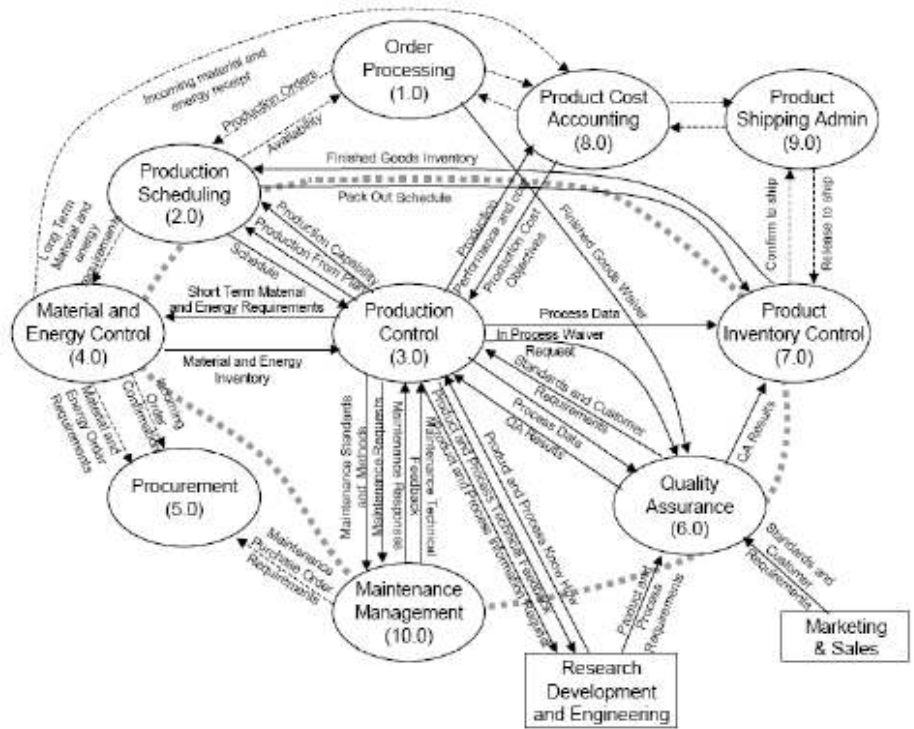 Order
Processing
(1.0)
Product Cost
Accounting
(8.0)
Product
Shipping Admin
(9.0)
Incoming material and
energy receipt
Production Orders
Availability
Production
Scheduling
(2.0)
Finished Goods Inventory
Pack Out Schedule
Long Term
Material and
energy
requirements
Schedule
Production From Plan
Production Capability
Production
Performance and
Production Cost
Objectives
Finished Goods Waiver
Confirm to ship
Release to ship
Material and
Energy Control
(4.0)
Short Term Material
and Energy Requirements
Material and Energy
Inventory
Production
Control
(3.0)
Process Data
In Process Waiver
Request
Product
Inventory Control
(7.0)
Standards and Customer
Requirements
Process Data
QA Results
QA Results
Material and
Energy Order
Requirements
Incoming
Order
Confirmation
Procurement
(5.0)
Maintenance
Purchase Order
Requirements
Maintenance Standards
and Methods
Maintenance Requests
Maintenance Response
Maintenance Technical
Feedback
Product and Process Technical Feedback
Product and Process Information Request
Product and Process Know How
Quality
Assurance
(6.0)
Product and
Process
Requirements
Standards and
Customer
Requirements
Maintenance
Management
(10.0)
Research
Development
and Engineering
Marketing
& Sales